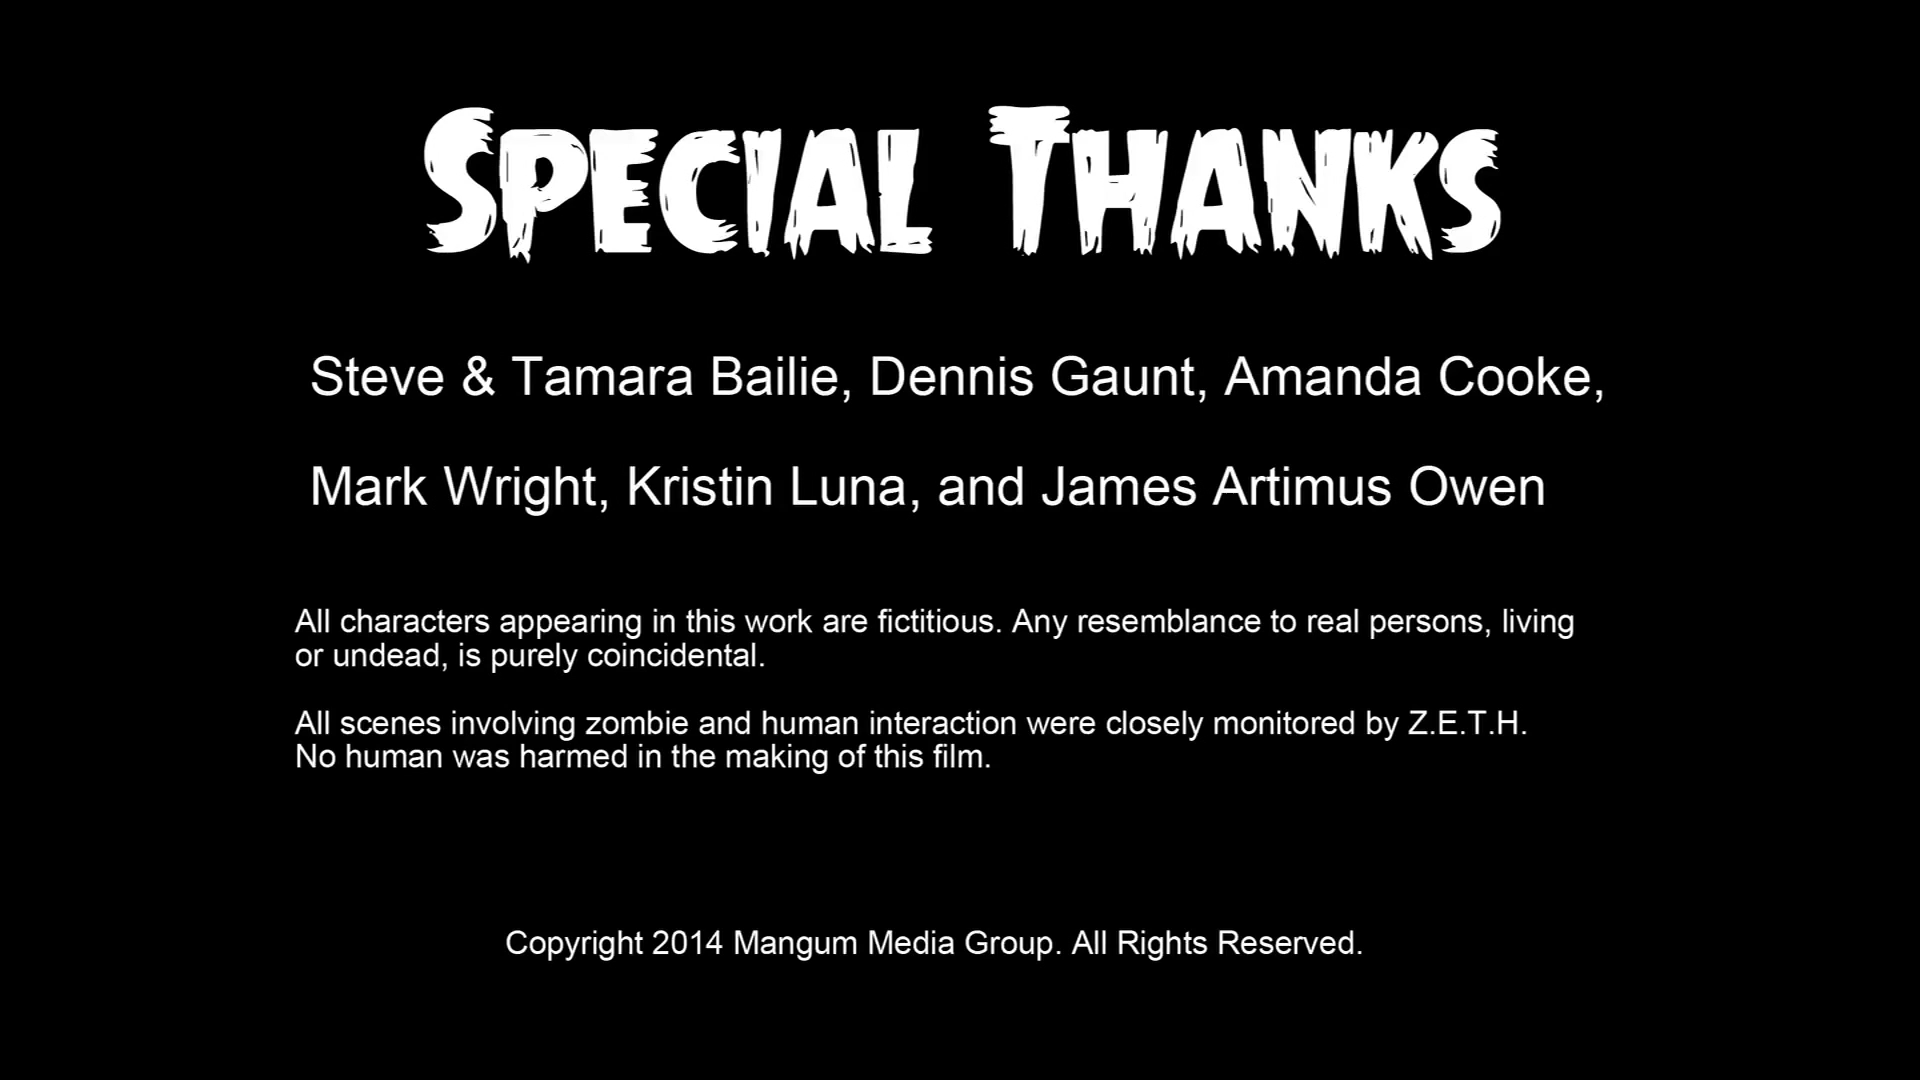 SPECIAL THANKS
Steve & Tamara Bailie, Dennis Gaunt, Amanda Cooke,
Mark Wright, Kristin Luna, and James Artimus Owen
All characters appearing in this work are fictitious. Any resemblance to real persons, living
or undead, is purely coincidental.
All scenes involving zombie and human interaction were closely monitored by Z.E.T.H.
No human was harmed in the making of this film.
Copyright 2014 Mangum Media Group. All Rights Reserved.